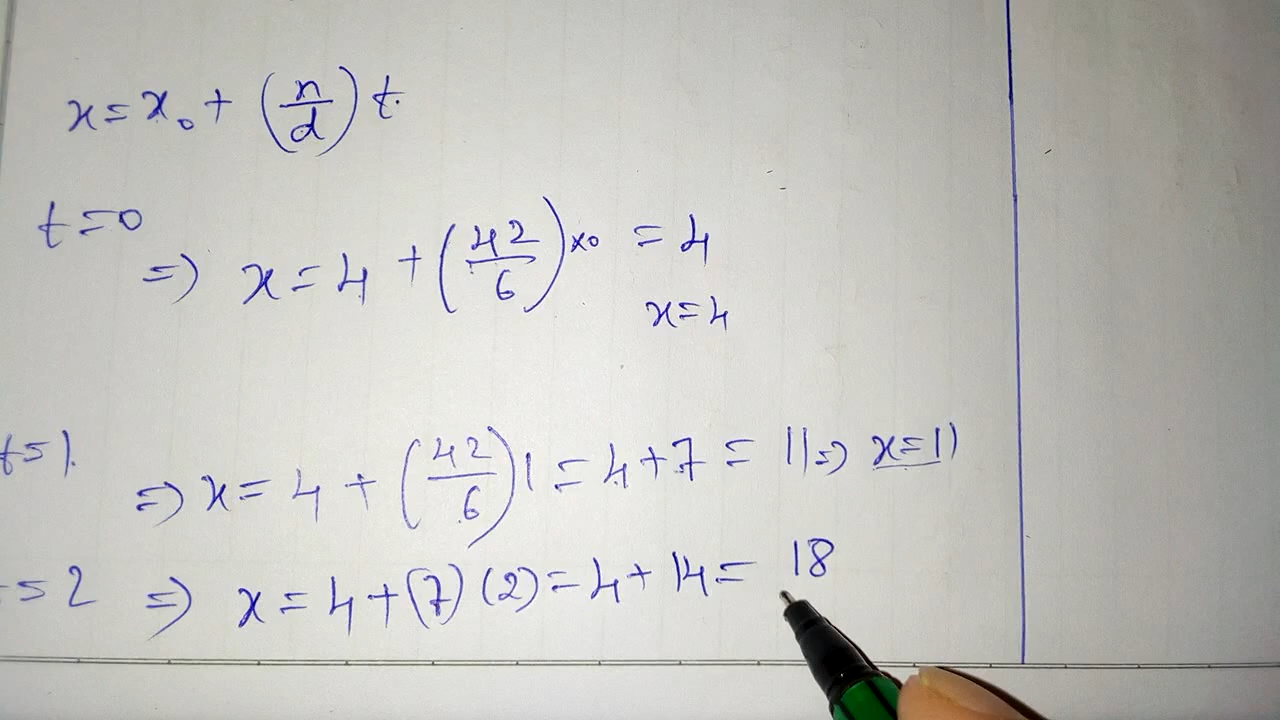 x = x₀ + (n/d) t.
t = 0
=> x = 4 + (42/6) x0 = 4
x = 4
t = 1.
=> x = 4 + (42/6) 1 = 4 + 7 = 11 => x = 11
= 2 => x = 4 + (7) (2) = 4 + 14 = 18